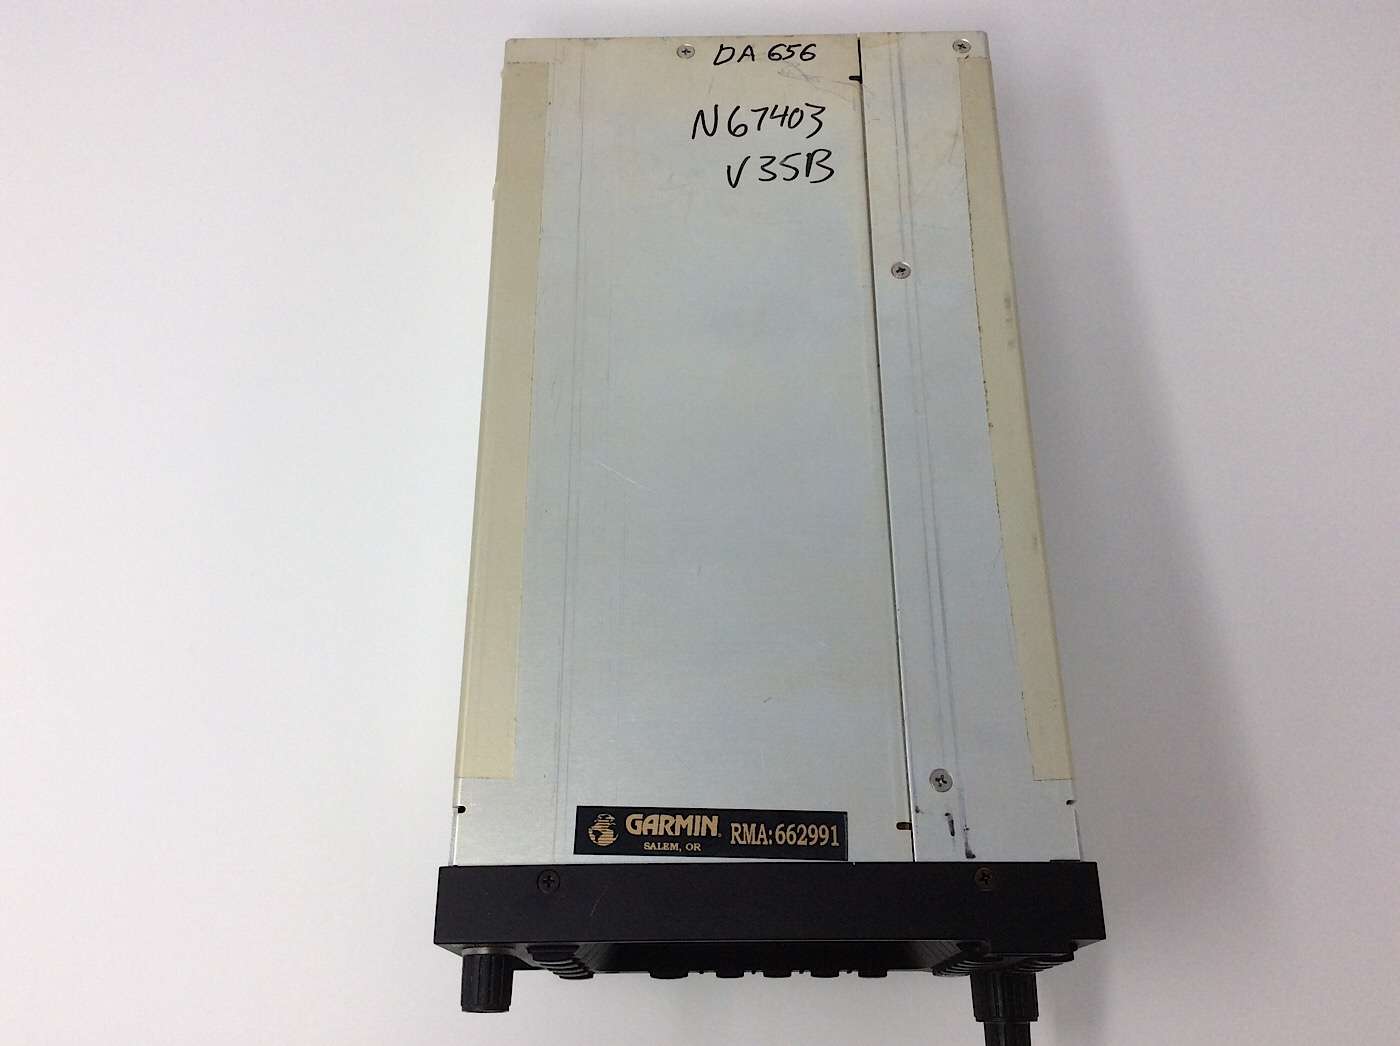 DA 656
N67403
V35B
GARMIN RMA: 662991
SALEM, OR